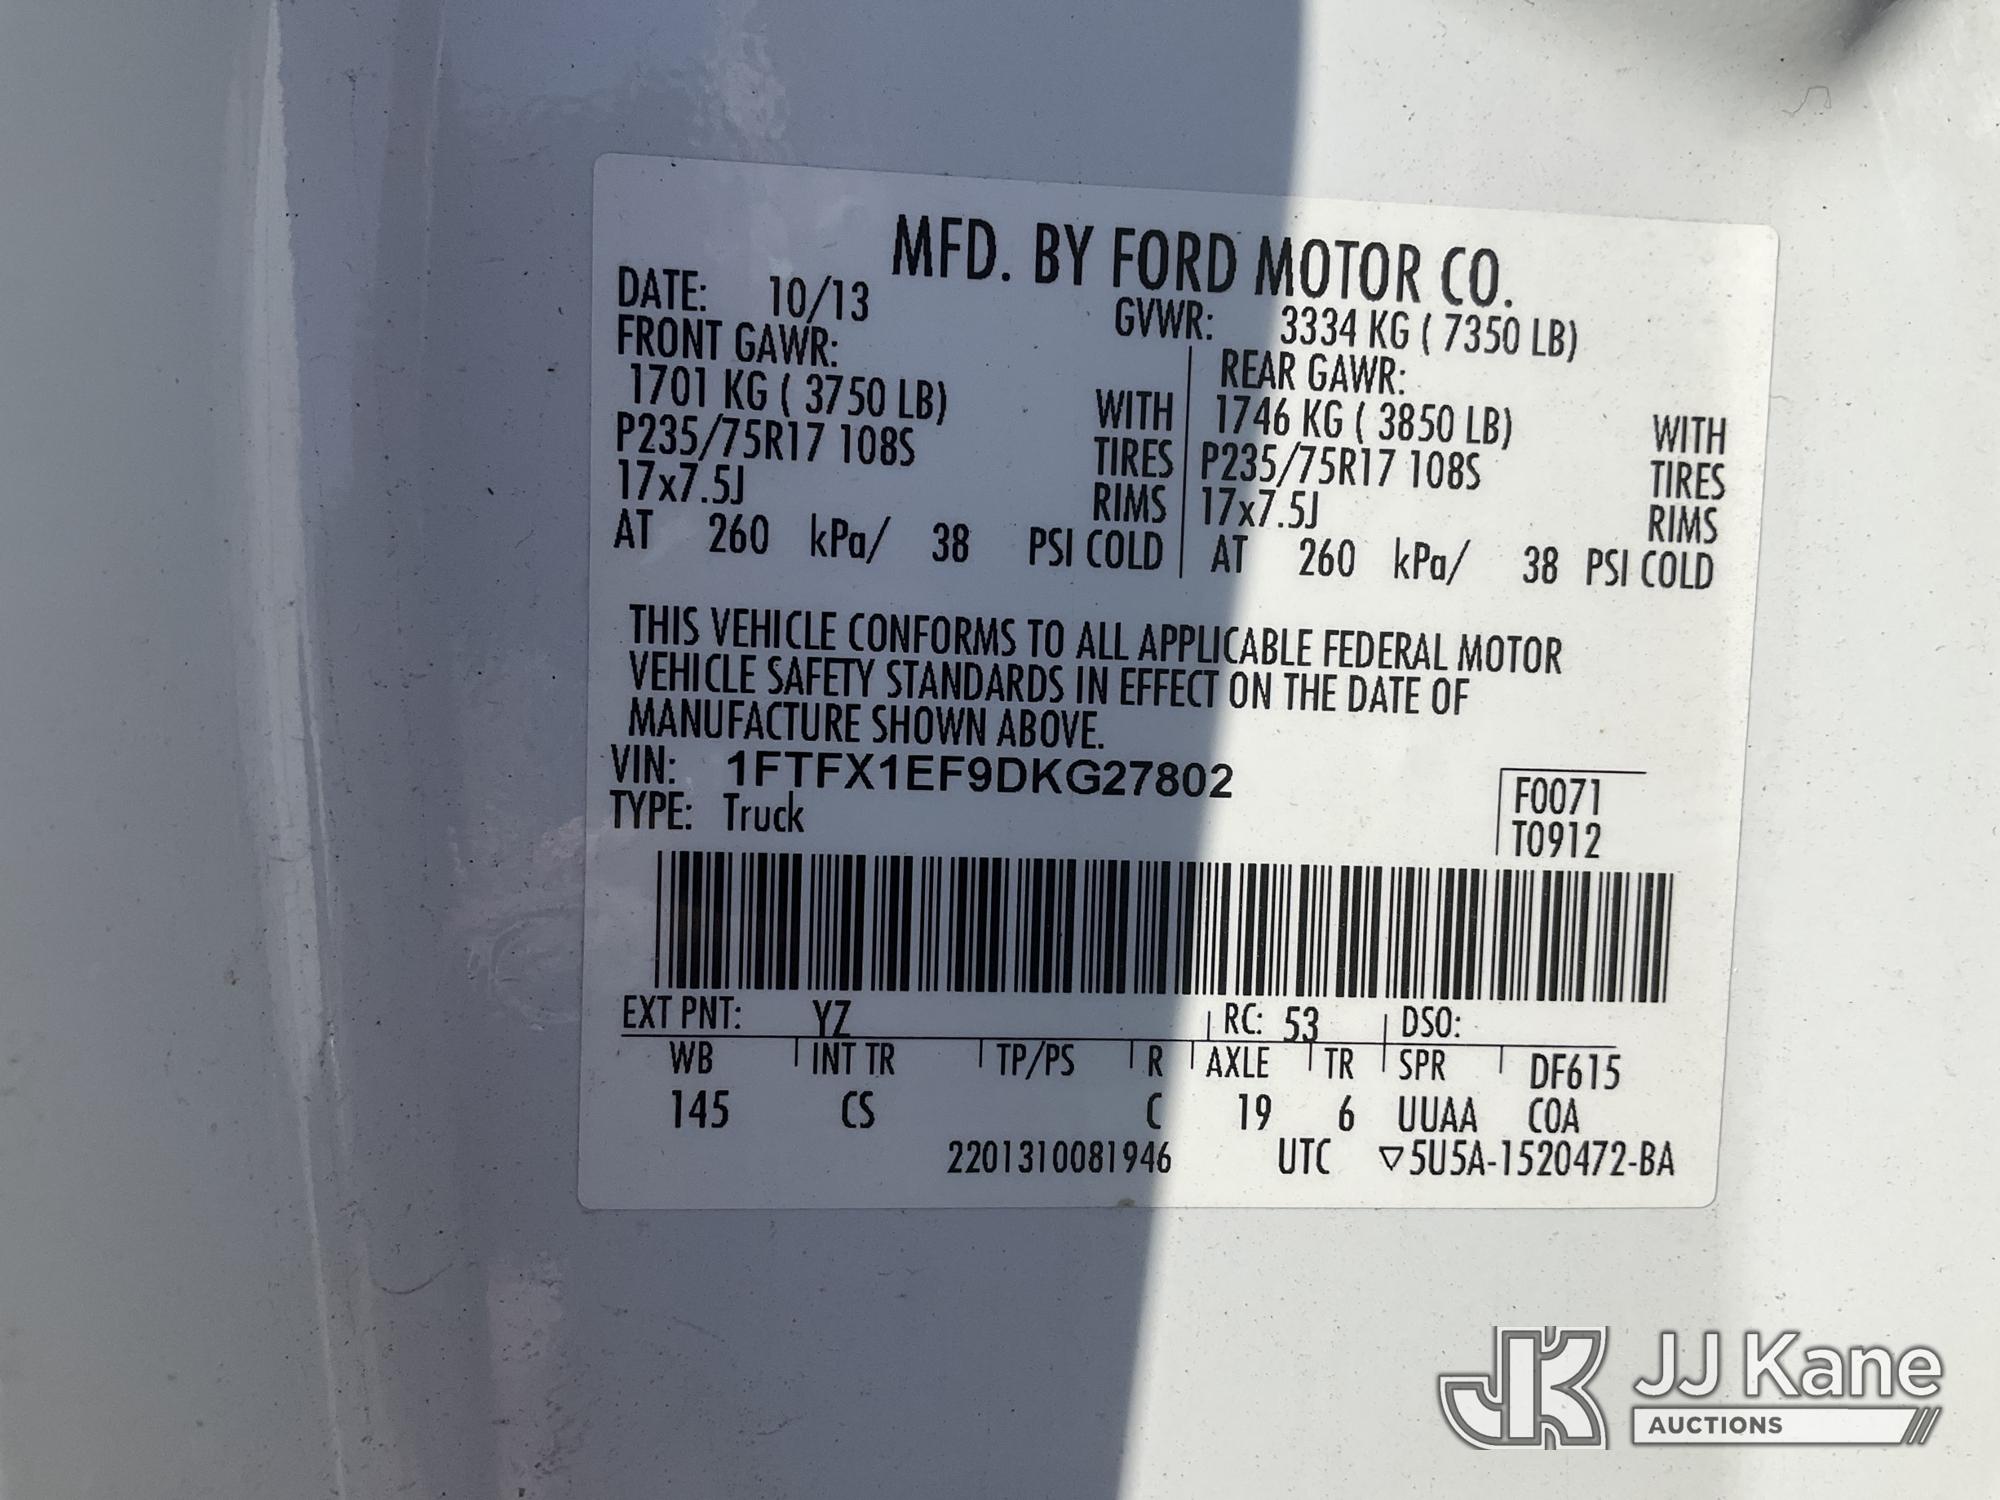 MFD. BY FORD MOTOR CO.
DATE: 10/13 GVWR: 3334 KG ( 7350 LB)
FRONT GAWR: REAR GAWR:
1701 KG ( 3750 LB) WITH 1746 KG ( 3850 LB) WITH
P235/75R17 108S TIRES P235/75R17 108S TIRES
17x7.5J RIMS 17x7.5J RIMS
AT 260 kPa/ 38 PSI COLD AT 260 kPa/ 38 PSI COLD
THIS VEHICLE CONFORMS TO ALL APPLICABLE FEDERAL MOTOR
VEHICLE SAFETY STANDARDS IN EFFECT ON THE DATE OF
MANUFACTURE SHOWN ABOVE.
VIN: 1FTFX1EF9DKG27802 F0071
TYPE: Truck T0912
EXT PNT: YZ RC: 53 DSO:
WB INT TR TP/PS R AXLE TR SPR DF615
145 CS C 19 6 UUAA COA
2201310081946 UTC ▽5U5A-1520472-BA
JK JJ Kane
AUCTIONS